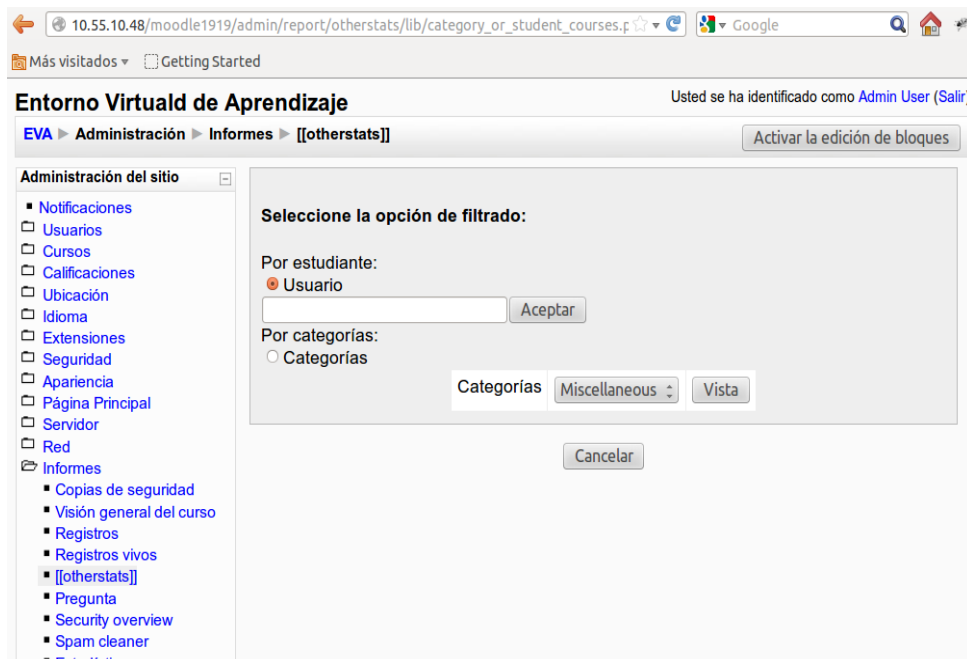 10.55.10.48/moodle1919/admin/report/otherstats/lib/category_or_student_courses.p
Google
Más visitados
Getting Started
Entorno Virtuald de Aprendizaje
Usted se ha identificado como Admin User (Salir)
EVA Administración Informes [[otherstats]]
Activar la edición de bloques
Administración del sitio
Notificaciones
Usuarios
Cursos
Calificaciones
Ubicación
Idioma
Extensiones
Seguridad
Apariencia
Página Principal
Servidor
Red
Informes
Copias de seguridad
Visión general del curso
Registros
Registros vivos
[[otherstats]]
Pregunta
Security overview
Spam cleaner
Seleccione la opción de filtrado:
Por estudiante:
Usuario
Aceptar
Por categorías:
Categorías
Categorías Miscellaneous Vista
Cancelar